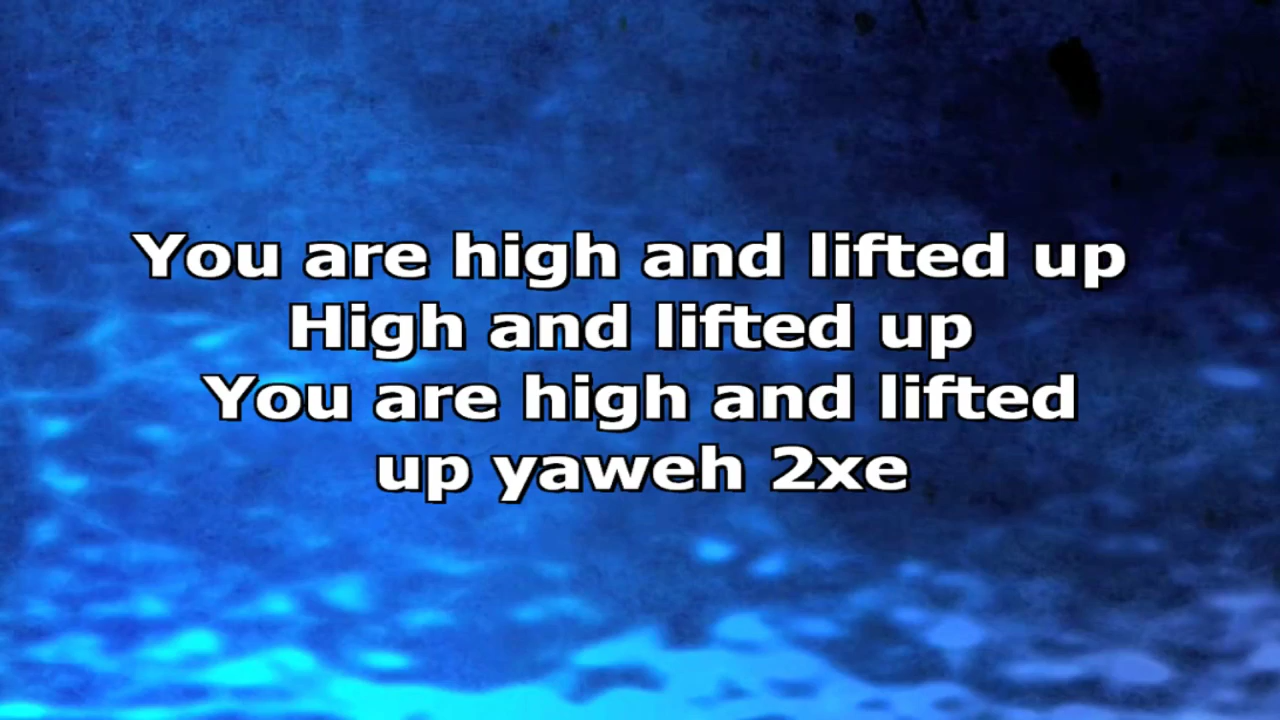 You are high and lifted up
High and lifted up
You are high and lifted
up yaweh 2xe